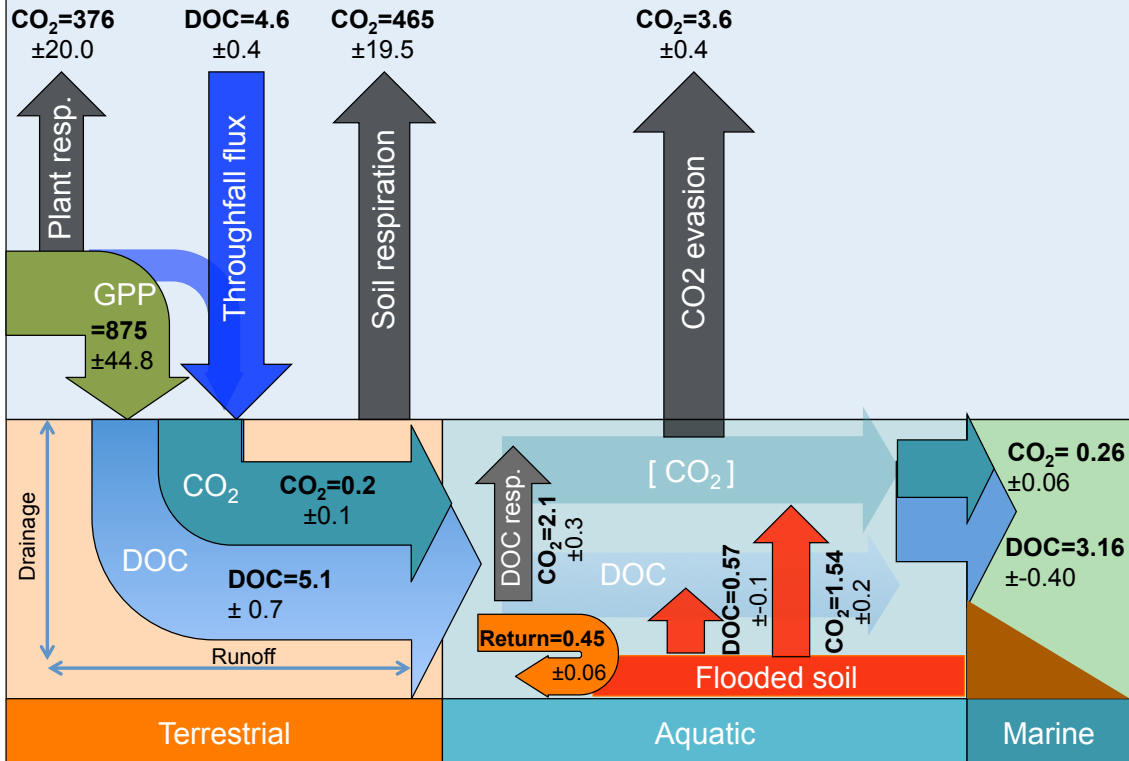 CO₂=376
±20.0
DOC=4.6
±0.4
CO₂=465
±19.5
CO₂=3.6
±0.4
Plant resp.
Throughfall flux
Soil respiration
CO2 evasion
GPP
=875
±44.8
Drainage
CO₂
CO₂=0.2
±0.1
DOC
DOC=5.1
± 0.7
Runoff
DOC resp.
CO₂=2.1
±0.3
[ CO₂ ]
DOC
DOC=0.57
±-0.1
CO₂=1.54
±0.2
Return=0.45
±0.06
Flooded soil
CO₂= 0.26
±0.06
DOC=3.16
±-0.40
Terrestrial
Aquatic
Marine